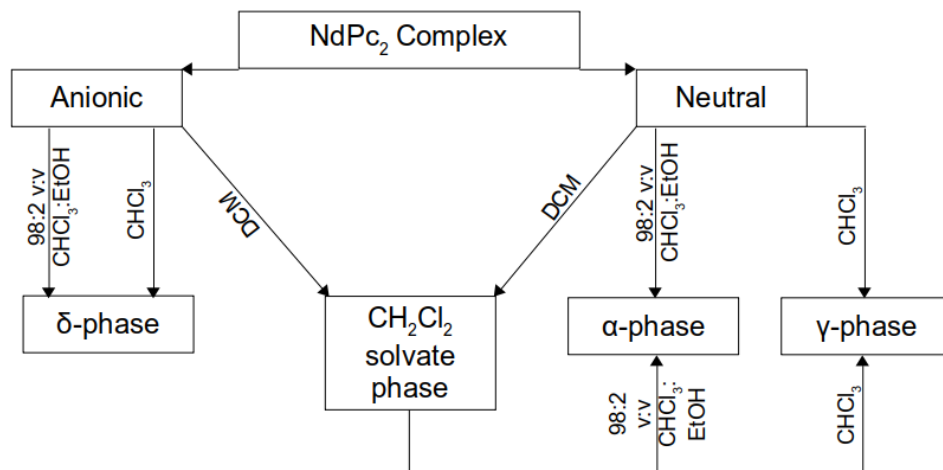 NdPc₂ Complex
Anionic
Neutral
98:2 v:v
CHCl₃:EtOH
CHCl₃
DCM
DCM
98:2 v:v
CHCl₃:EtOH
CHCl₃
δ-phase
CH₂Cl₂
solvate
phase
α-phase
γ-phase
98:2
v:v
CHCl₃:
EtOH
CHCl₃